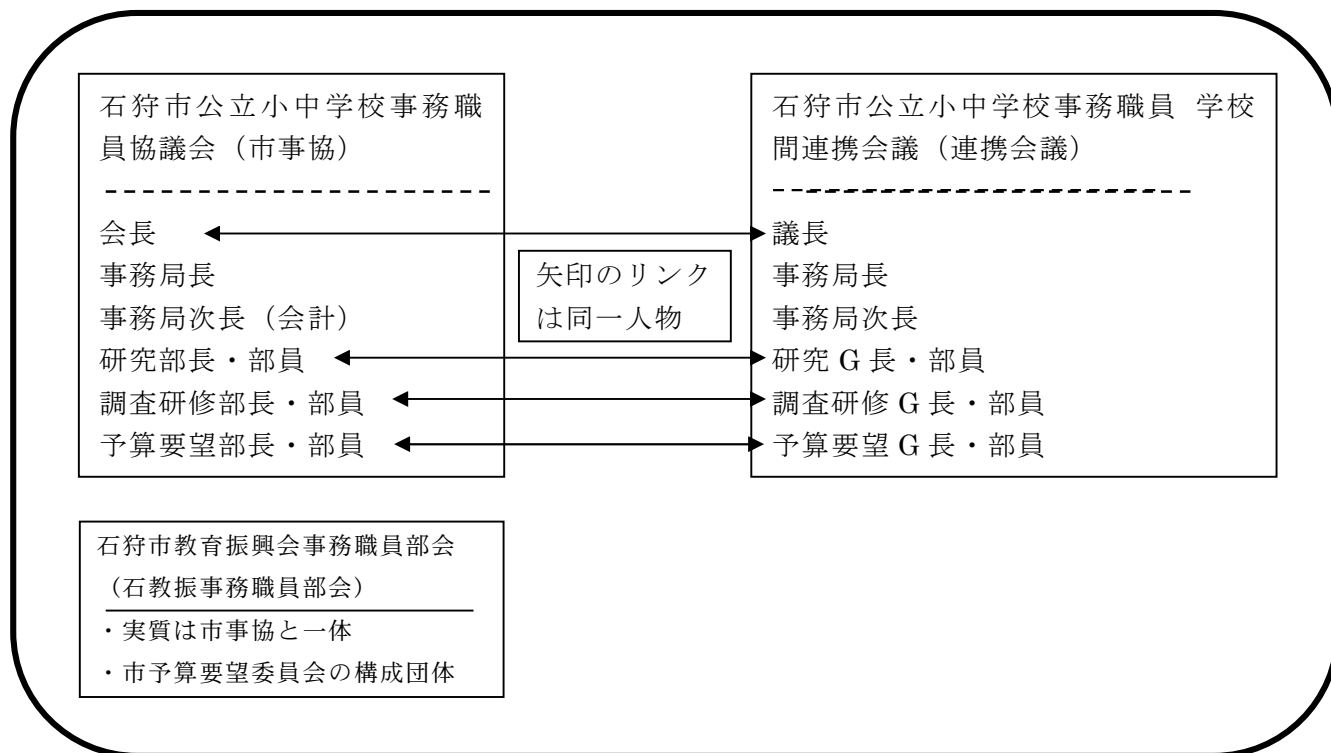 石狩市公立小中学校事務職
員協議会（市事協）
会長
事務局長
事務局次長（会計）
研究部長・部員
調査研修部長・部員
予算要望部長・部員
矢印のリンク
は同一人物
石狩市公立小中学校事務職員 学校
間連携会議（連携会議）
議長
事務局長
事務局次長
研究 G 長・部員
調査研修 G 長・部員
予算要望 G 長・部員
石狩市教育振興会事務職員部会
（石教振事務職員部会）
・実質は市事協と一体
・市予算要望委員会の構成団体